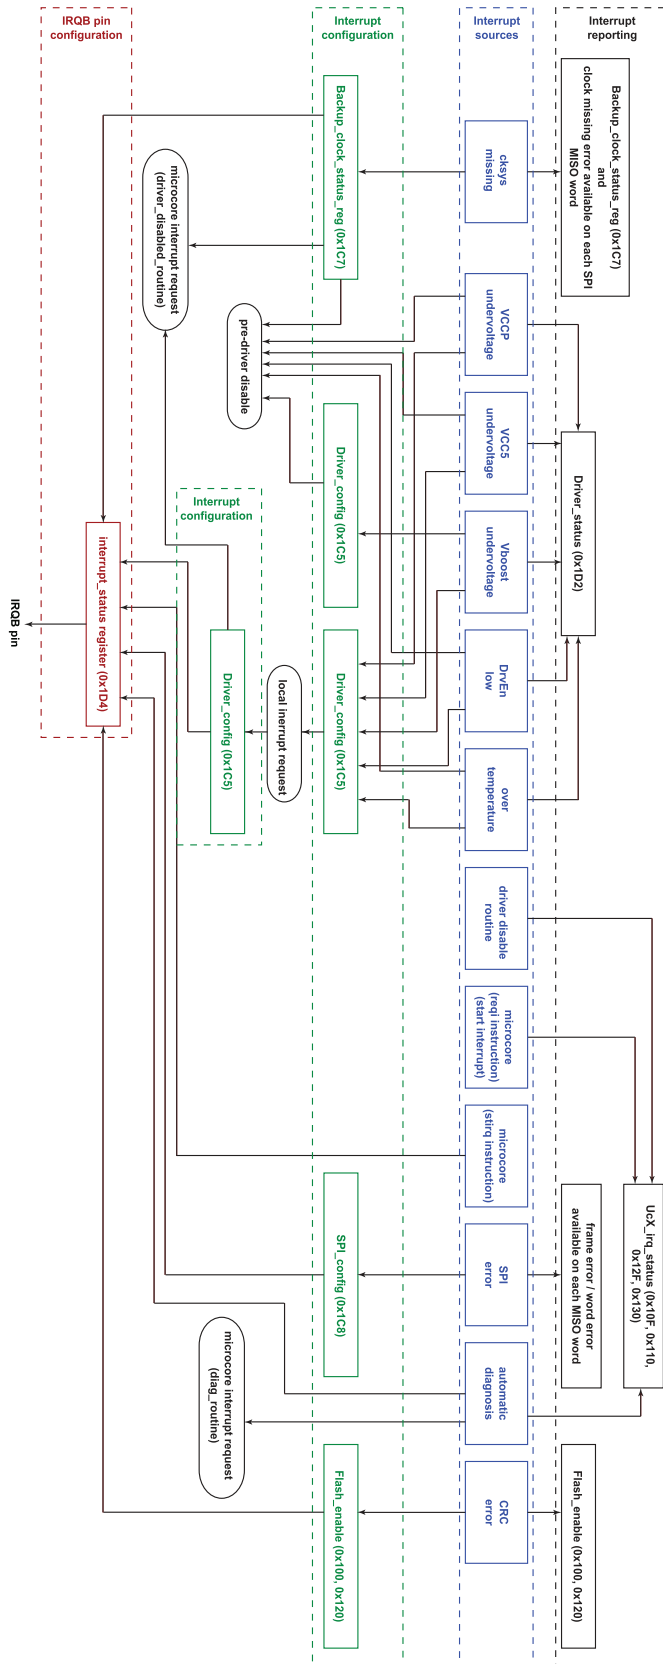 Interrupt
reporting
Backup_clock_status_reg (0x1C7)
and
clock missing error available on each SPI
MISO word
Driver_status (0x1D2)
UcX_irq_status (0x10F, 0x110,
0x12F, 0x130)
frame error / word error
available on each MISO word
Flash_enable (0x100, 0x120)
Interrupt
sources
cksys
missing
VCCP
undervoltage
VCC5
undervoltage
Vboost
undervoltage
DrvEn
low
over
temperature
driver disable
routine
microcore
(reqi instruction)
(start interrupt)
microcore
(stirq instruction)
SPI
error
automatic
diagnosis
CRC
error
Interrupt
configuration
Backup_clock_status_reg (0x1C7)
Driver_config (0x1C5)
Driver_config (0x1C5)
SPI_config (0x1C8)
Flash_enable (0x100, 0x120)
pre-driver disable
local inerrupt request
microcore interrupt request
(driver_disabled_routine)
Interrupt
configuration
Driver_config (0x1C5)
microcore interrupt request
(diag_routine)
IRQB pin
configuration
interrupt_status register (0x1D4)
IRQB pin